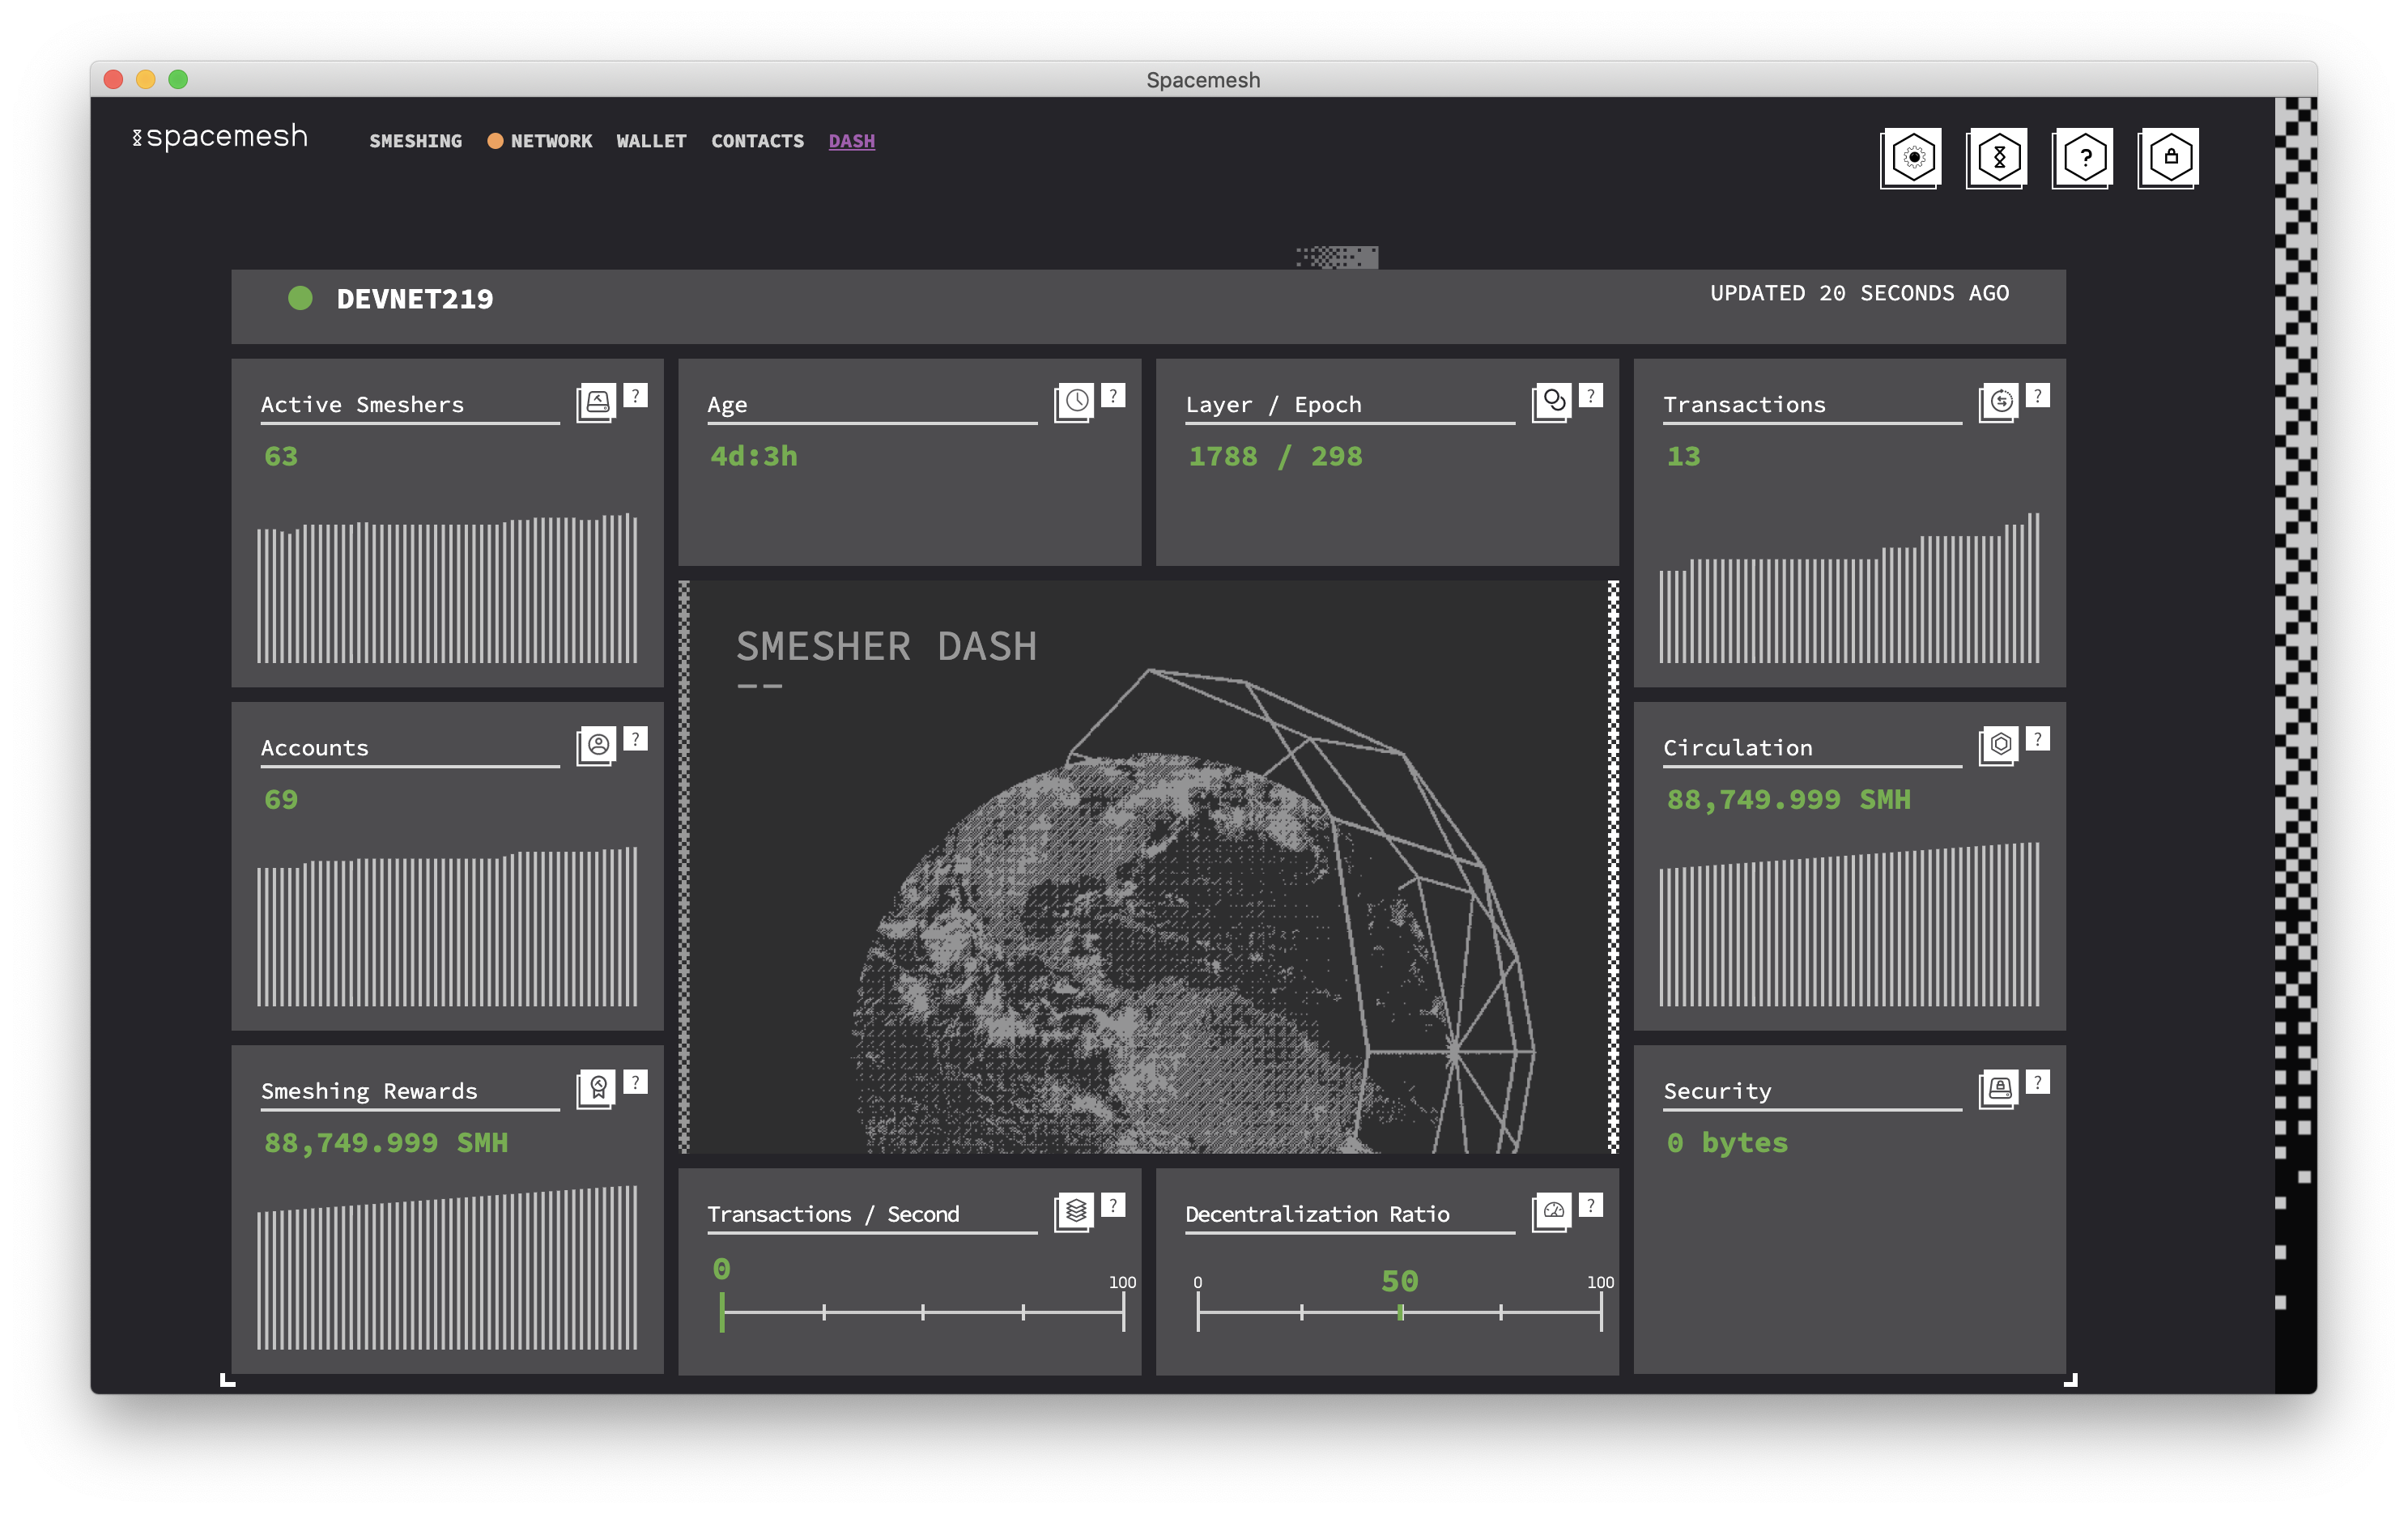 Spacemesh
spacemesh
SMESHING NETWORK WALLET CONTACTS DASH
?
DEVNET219
UPDATED 20 SECONDS AGO
Active Smeshers ?
63
Age ?
4d:3h
Layer / Epoch ?
1788 / 298
Transactions ?
13
SMESHER DASH
Accounts ?
69
Circulation ?
88,749.999 SMH
Smeshing Rewards ?
88,749.999 SMH
Security ?
0 bytes
Transactions / Second ?
0
100
Decentralization Ratio ?
0 50 100